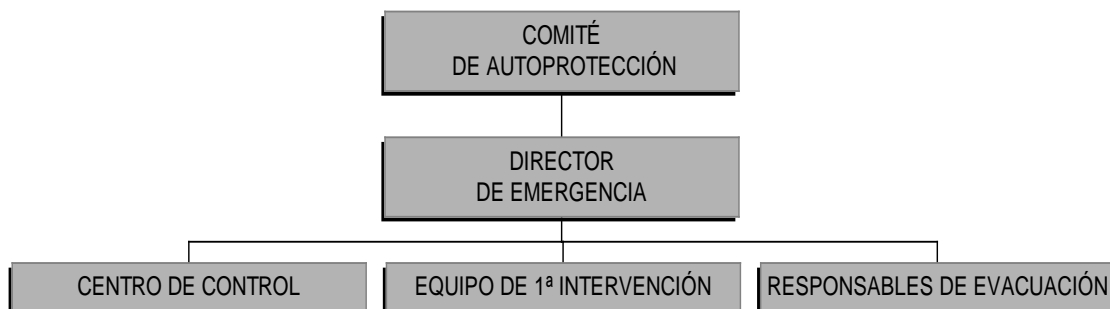 COMITÉ
DE AUTOPROTECCIÓN
DIRECTOR
DE EMERGENCIA
CENTRO DE CONTROL
EQUIPO DE 1ª INTERVENCIÓN
RESPONSABLES DE EVACUACIÓN